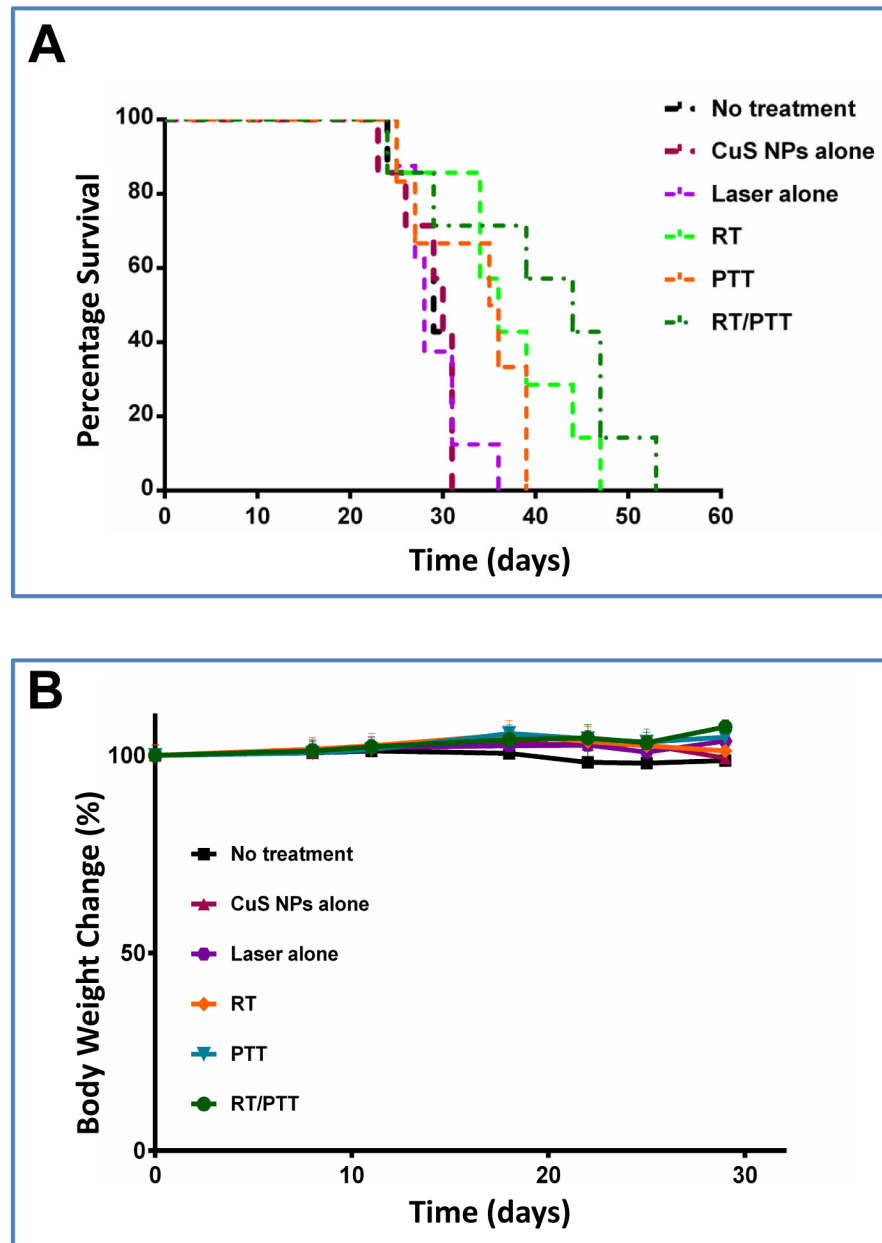 A
Percentage Survival
100
80
60
40
20
0
0 10 20 30 40 50 60
Time (days)
No treatment
CuS NPs alone
Laser alone
RT
PTT
RT/PTT
B
Body Weight Change (%)
100
50
0
0 10 20 30
Time (days)
No treatment
CuS NPs alone
Laser alone
RT
PTT
RT/PTT